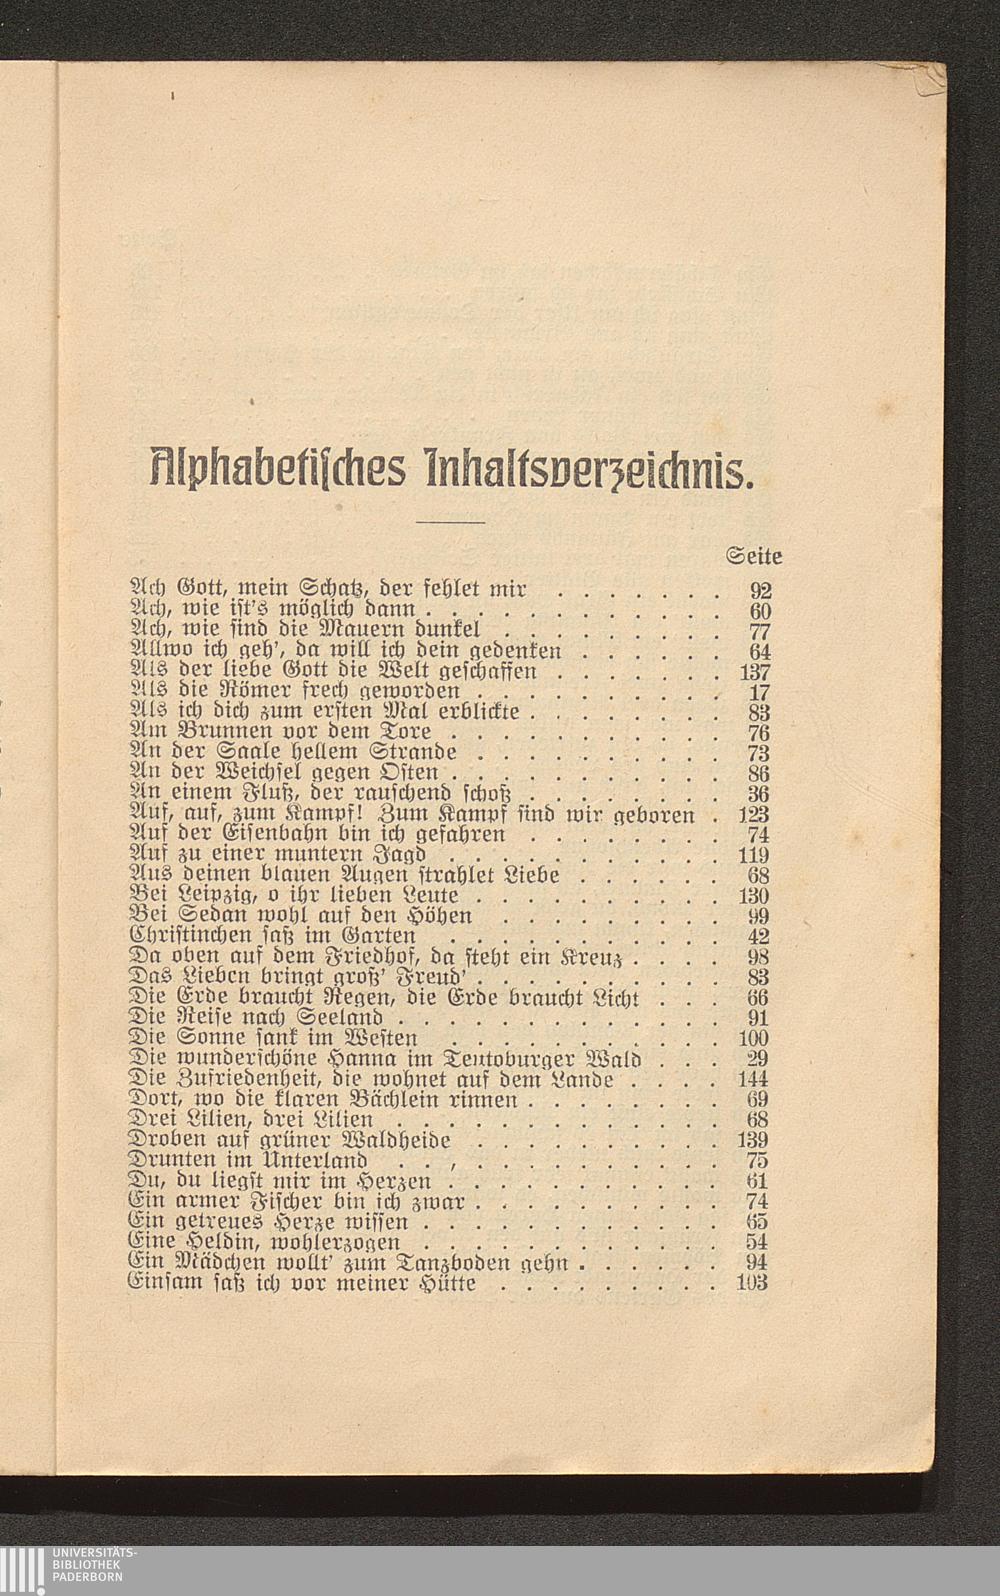 Alphabetisches Inhaltsverzeichnis.
Seite
Ach Gott, mein Schatz, der fehlet mir . . . . . . . 92
Ach, wie ist's möglich dann . . . . . . . . . . . . 60
Ach, wie sind die Mauern dunkel . . . . . . . . . 77
Allwo ich geh', da will ich dein gedenken . . . . . . 64
Als der liebe Gott die Welt geschaffen . . . . . . . 137
Als die Römer frech geworden . . . . . . . . . . 17
Als ich dich zum ersten Mal erblickte . . . . . . . . 83
Am Brunnen vor dem Tore . . . . . . . . . . . 76
An der Saale hellem Strande . . . . . . . . . . 73
An der Weichsel gegen Osten . . . . . . . . . . . 86
An einem Fluß, der rauschend schoß . . . . . . . . 36
Auf, auf, zum Kampf! Zum Kampf sind wir geboren . 123
Auf der Eisenbahn bin ich gefahren . . . . . . . . 74
Auf zu einer muntern Jagd . . . . . . . . . . . 119
Aus deinen blauen Augen strahlet Liebe . . . . . . 68
Bei Leipzig, o ihr lieben Leute . . . . . . . . . . 130
Bei Sedan wohl auf den Höhen . . . . . . . . . 99
Christinchen saß im Garten . . . . . . . . . . . 42
Da oben auf dem Friedhof, da steht ein Kreuz . . . . 98
Das Lieben bringt groß' Freud' . . . . . . . . . . 83
Die Erde braucht Regen, die Erde braucht Licht . . . 66
Die Reise nach Seeland . . . . . . . . . . . . . 91
Die Sonne sank im Westen . . . . . . . . . . . 100
Die wunderschöne Hanna im Teutoburger Wald . . . 29
Die Zufriedenheit, die wohnet auf dem Lande . . . . 144
Dort, wo die klaren Bächlein rinnen . . . . . . . . 69
Drei Lilien, drei Lilien . . . . . . . . . . . . . 68
Droben auf grüner Waldheide . . . . . . . . . . 139
Drunten im Unterland . . , . . . . . . . . . . 75
Du, du liegst mir im Herzen . . . . . . . . . . . 61
Ein armer Fischer bin ich zwar . . . . . . . . . . 74
Ein getreues Herze wissen . . . . . . . . . . . . 65
Eine Heldin, wohlerzogen . . . . . . . . . . . . 54
Ein Mädchen wollt' zum Tanzboden gehn . . . . . . 94
Einsam saß ich vor meiner Hütte . . . . . . . . . 103
UNIVERSITÄTS-
BIBLIOTHEK
PADERBORN